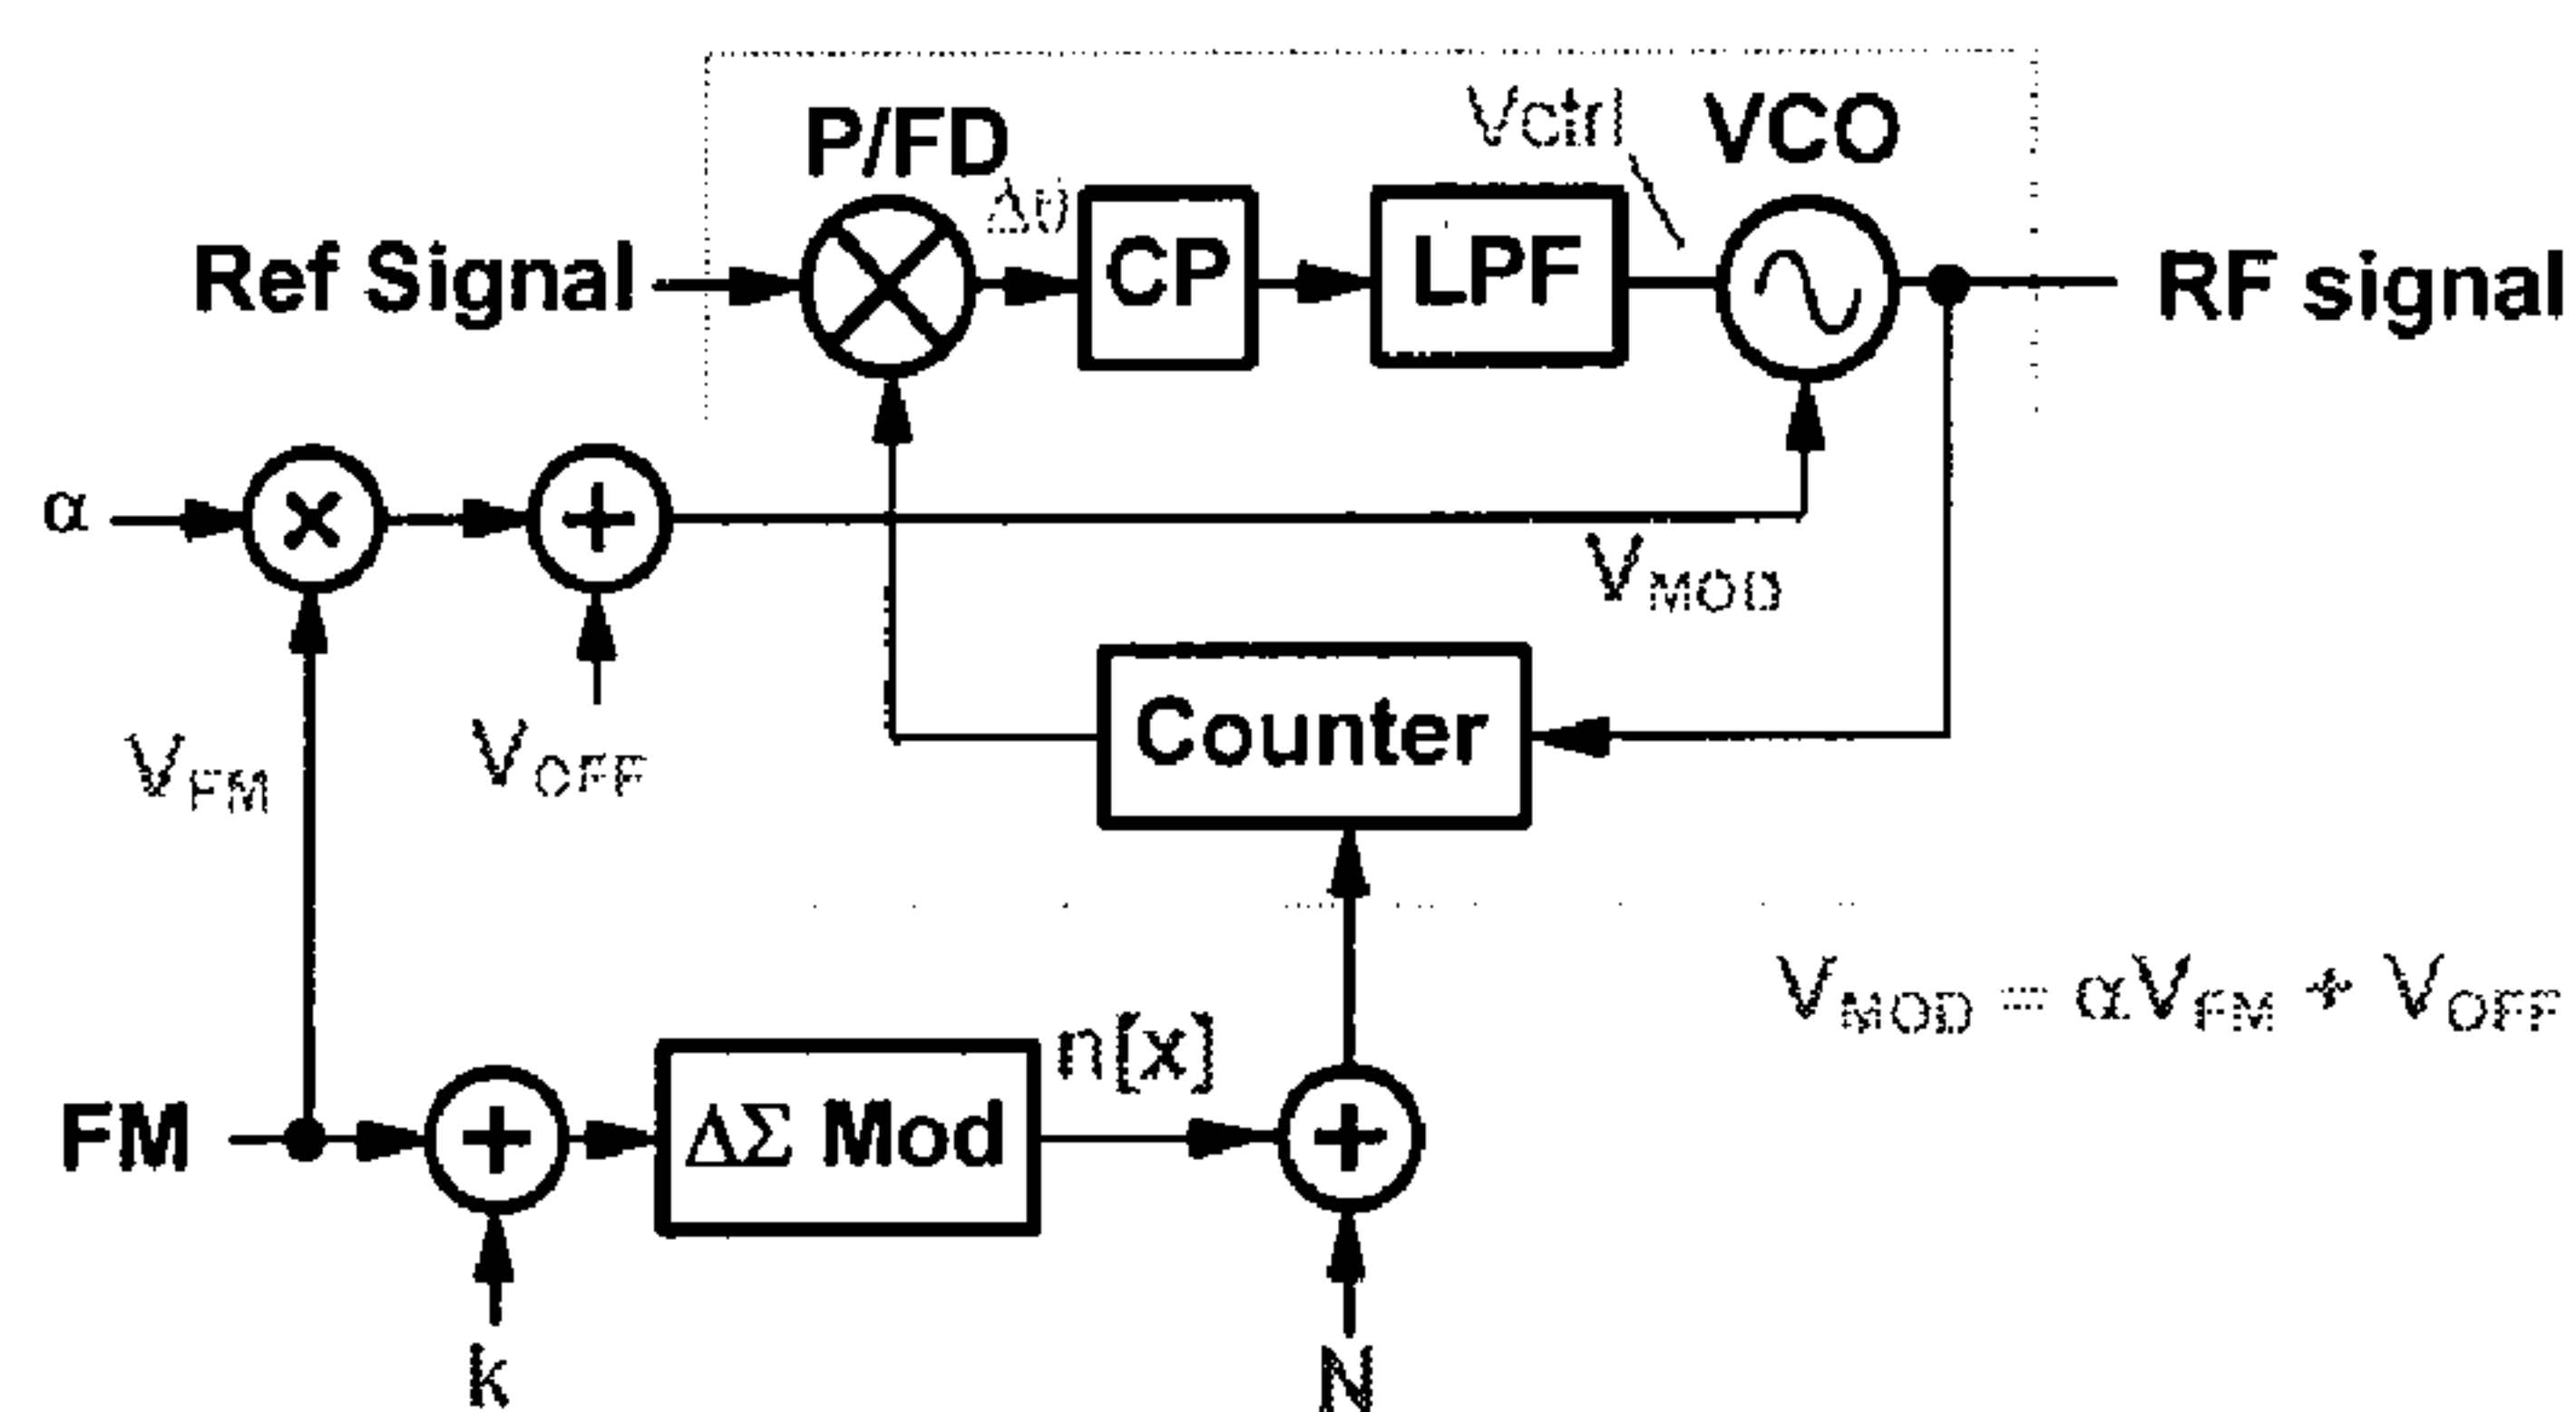 P/FD
Δθ
CP
LPF
Vctrl
VCO
Ref Signal
RF signal
α
×
+
V_MOD
V_FM
V_OFF
Counter
V_MOD = αV_FM + V_OFF
FM
+
ΔΣ Mod
n[x]
+
k
N